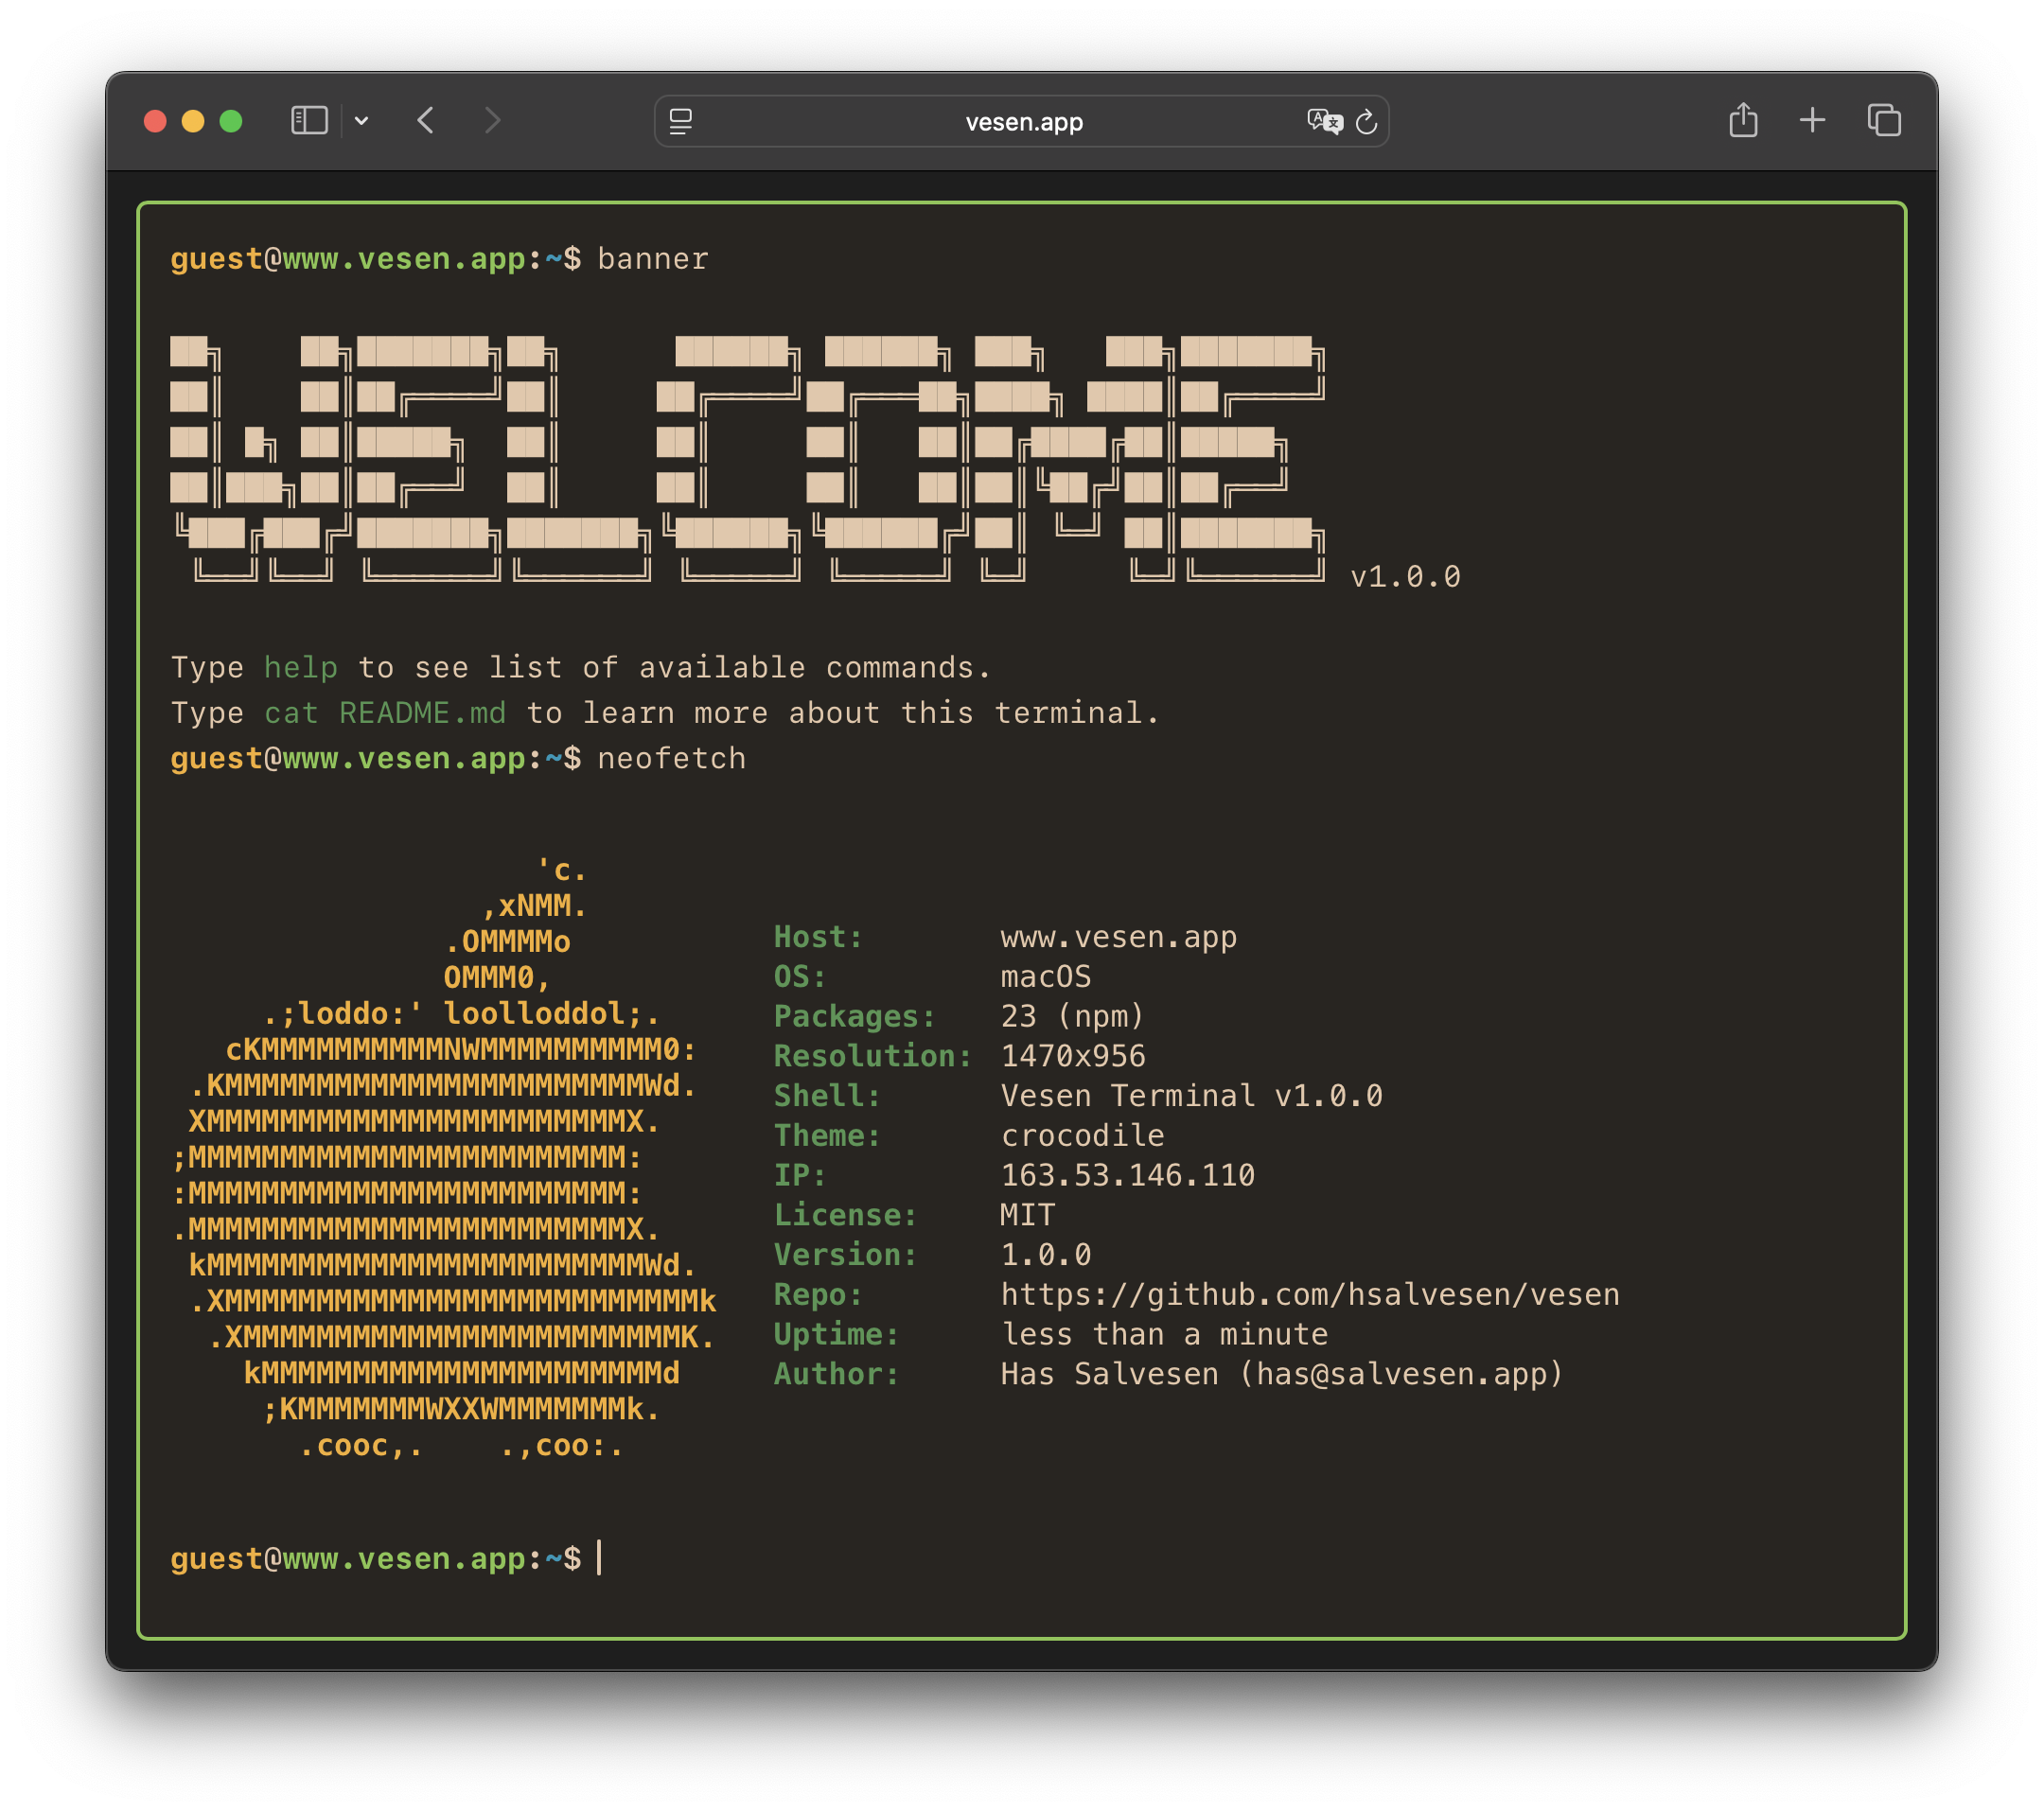 vesen.app
guest@www.vesen.app:~$ banner
WELCOME
v1.0.0
Type help to see list of available commands.
Type cat README.md to learn more about this terminal.
guest@www.vesen.app:~$ neofetch
'c.
,xNMM.
.OMMMMo
OMMM0,
.;loddo:' loolloddol;.
cKMMMMMMMMMMNWMMMMMMMMMM0:
.KMMMMMMMMMMMMMMMMMMMMMMMWd.
XMMMMMMMMMMMMMMMMMMMMMMMX.
;MMMMMMMMMMMMMMMMMMMMMMMM:
:MMMMMMMMMMMMMMMMMMMMMMMM:
.MMMMMMMMMMMMMMMMMMMMMMMMX.
kMMMMMMMMMMMMMMMMMMMMMMMMWd.
.XMMMMMMMMMMMMMMMMMMMMMMMMMMk
.XMMMMMMMMMMMMMMMMMMMMMMMMK.
kMMMMMMMMMMMMMMMMMMMMMMd
;KMMMMMMMWXXWMMMMMMMk.
.cooc,.    .,coo:.
Host: www.vesen.app
OS: macOS
Packages: 23 (npm)
Resolution: 1470x956
Shell: Vesen Terminal v1.0.0
Theme: crocodile
IP: 163.53.146.110
License: MIT
Version: 1.0.0
Repo: https://github.com/hsalvesen/vesen
Uptime: less than a minute
Author: Has Salvesen (has@salvesen.app)
guest@www.vesen.app:~$